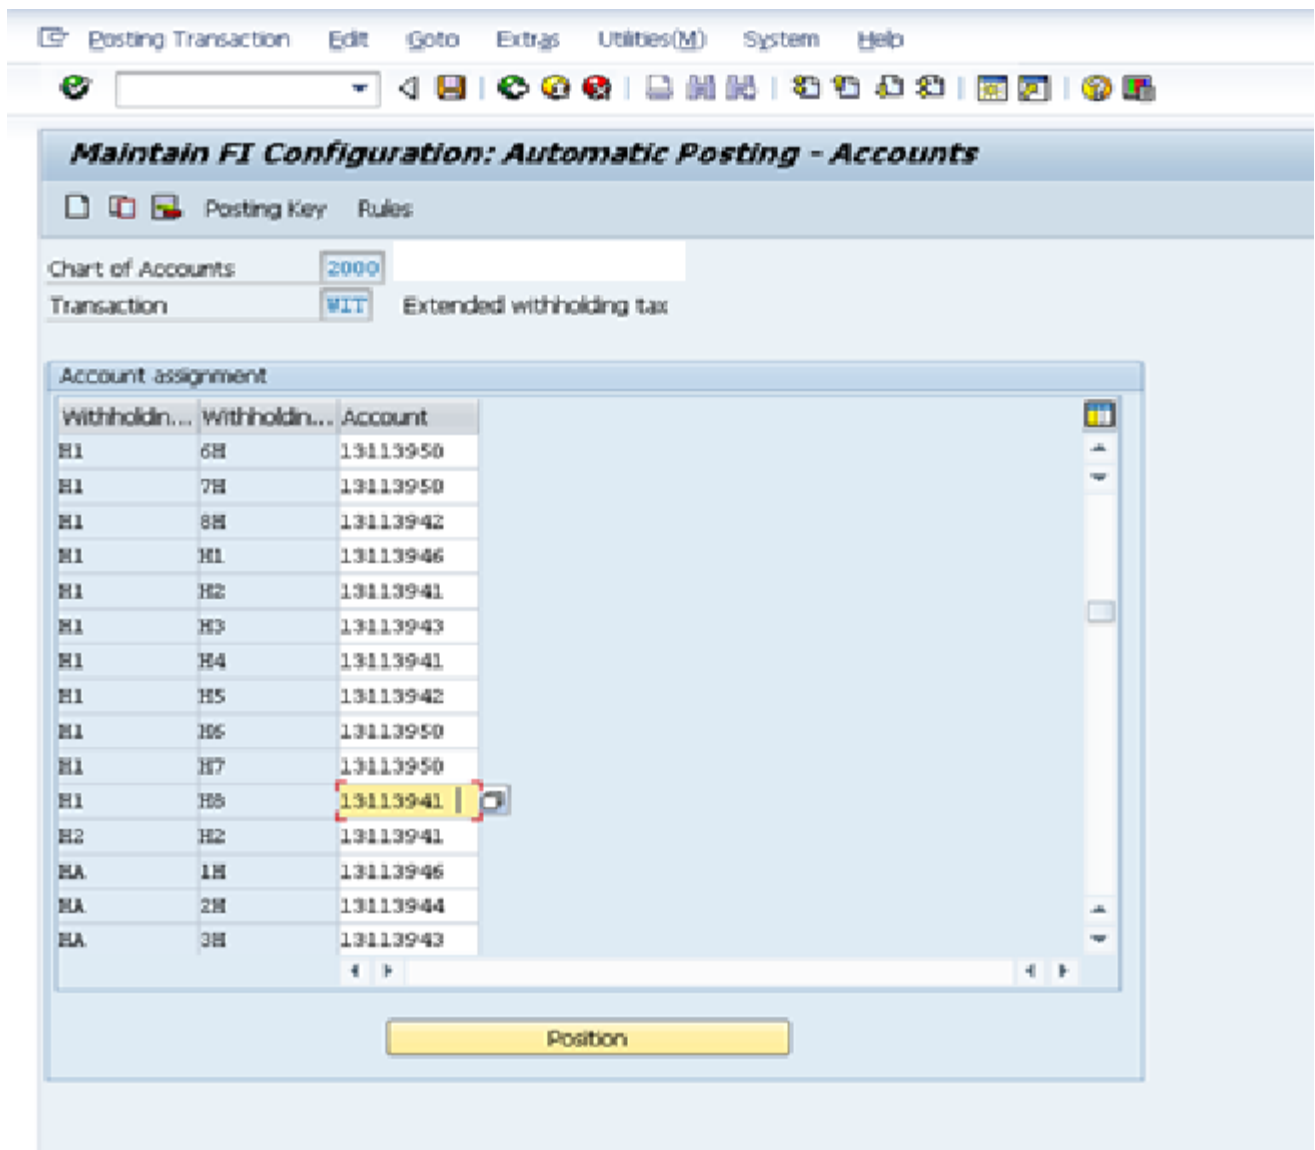 Posting Transaction Edit Goto Extras Utilities(M) System Help
Maintain FI Configuration: Automatic Posting - Accounts
Posting Key Rules
Chart of Accounts 2000
Transaction WIT Extended withholding tax
Account assignment
Withholdin... Withholdin... Account
H1 6H 13113950
H1 7H 13113950
H1 8H 13113942
H1 H1 13113946
H1 H2 13113941
H1 H3 13113943
H1 H4 13113941
H1 H5 13113942
H1 H6 13113950
H1 H7 13113950
H1 H8 13113941
H2 H2 13113941
HA 1H 13113946
HA 2H 13113944
HA 3H 13113943
Position